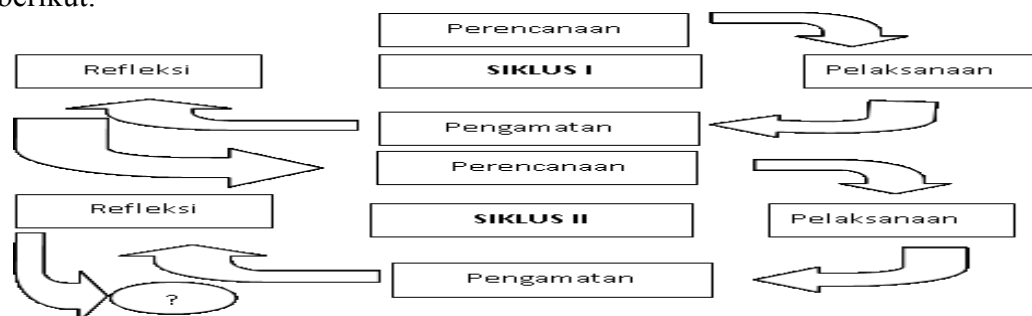 berikut:
Perencanaan
Refleksi
SIKLUS I
Pelaksanaan
Pengamatan
Perencanaan
Refleksi
SIKLUS II
Pelaksanaan
Pengamatan
?